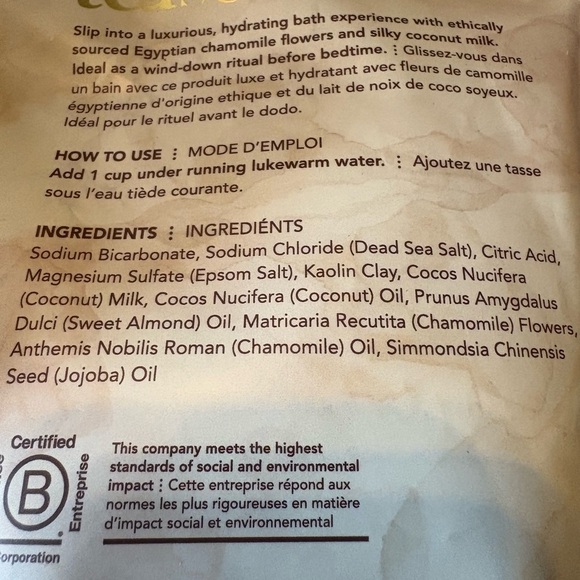 Slip into a luxurious, hydrating bath experience with ethically
sourced Egyptian chamomile flowers and silky coconut milk.
Ideal as a wind-down ritual before bedtime. ⋮ Glissez-vous dans
un bain avec ce produit luxe et hydratant avec fleurs de camomille
égyptienne d'origine ethique et du lait de noix de coco soyeux.
Idéal pour le rituel avant le dodo.
HOW TO USE ⋮ MODE D'EMPLOI
Add 1 cup under running lukewarm water. ⋮ Ajoutez une tasse
sous l'eau tiède courante.
INGREDIENTS ⋮ INGREDIÉNTS
Sodium Bicarbonate, Sodium Chloride (Dead Sea Salt), Citric Acid,
Magnesium Sulfate (Epsom Salt), Kaolin Clay, Cocos Nucifera
(Coconut) Milk, Cocos Nucifera (Coconut) Oil, Prunus Amygdalus
Dulci (Sweet Almond) Oil, Matricaria Recutita (Chamomile) Flowers,
Anthemis Nobilis Roman (Chamomile) Oil, Simmondsia Chinensis
Seed (Jojoba) Oil
Certified
B
Entreprise
orporation
This company meets the highest
standards of social and environmental
impact ⋮ Cette entreprise répond aux
normes les plus rigoureuses en matière
d'impact social et environnemental